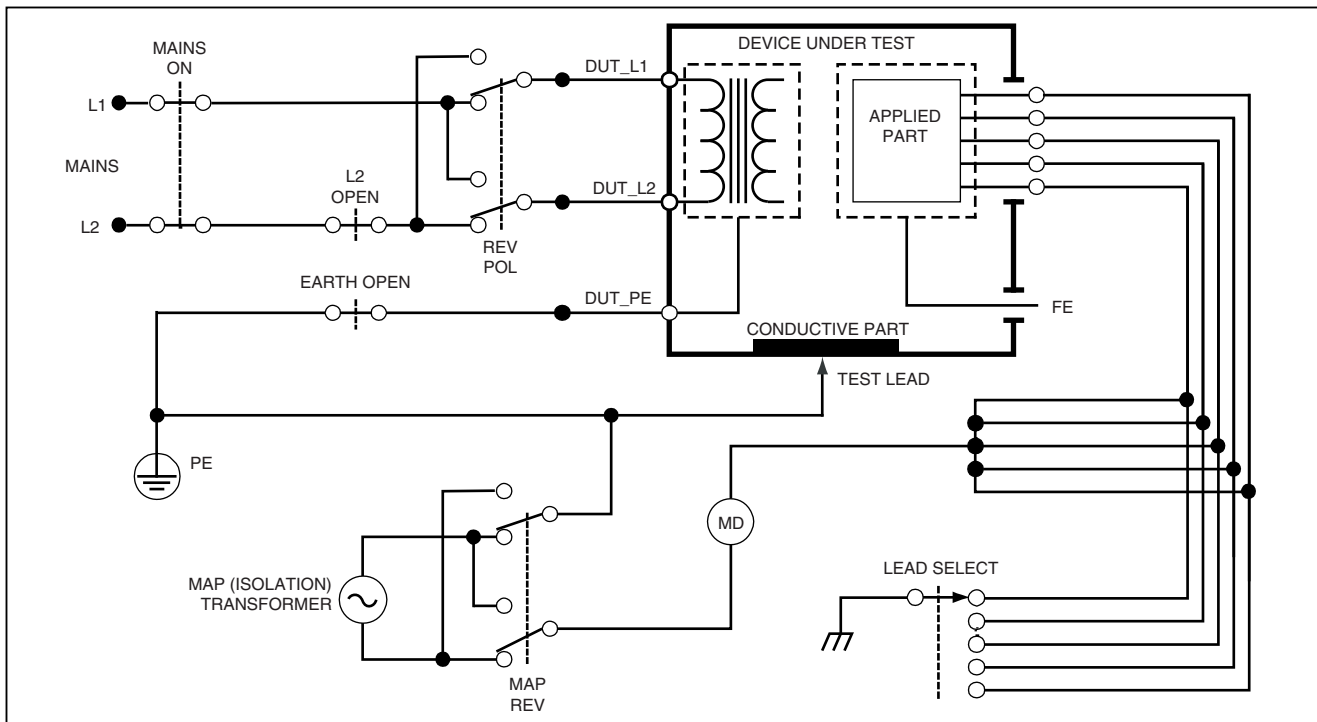 MAINS
ON
L1
MAINS
L2
L2
OPEN
REV
POL
EARTH OPEN
DUT_L1
DUT_L2
DUT_PE
DEVICE UNDER TEST
APPLIED
PART
FE
CONDUCTIVE PART
TEST LEAD
PE
MAP (ISOLATION)
TRANSFORMER
MAP
REV
MD
LEAD SELECT